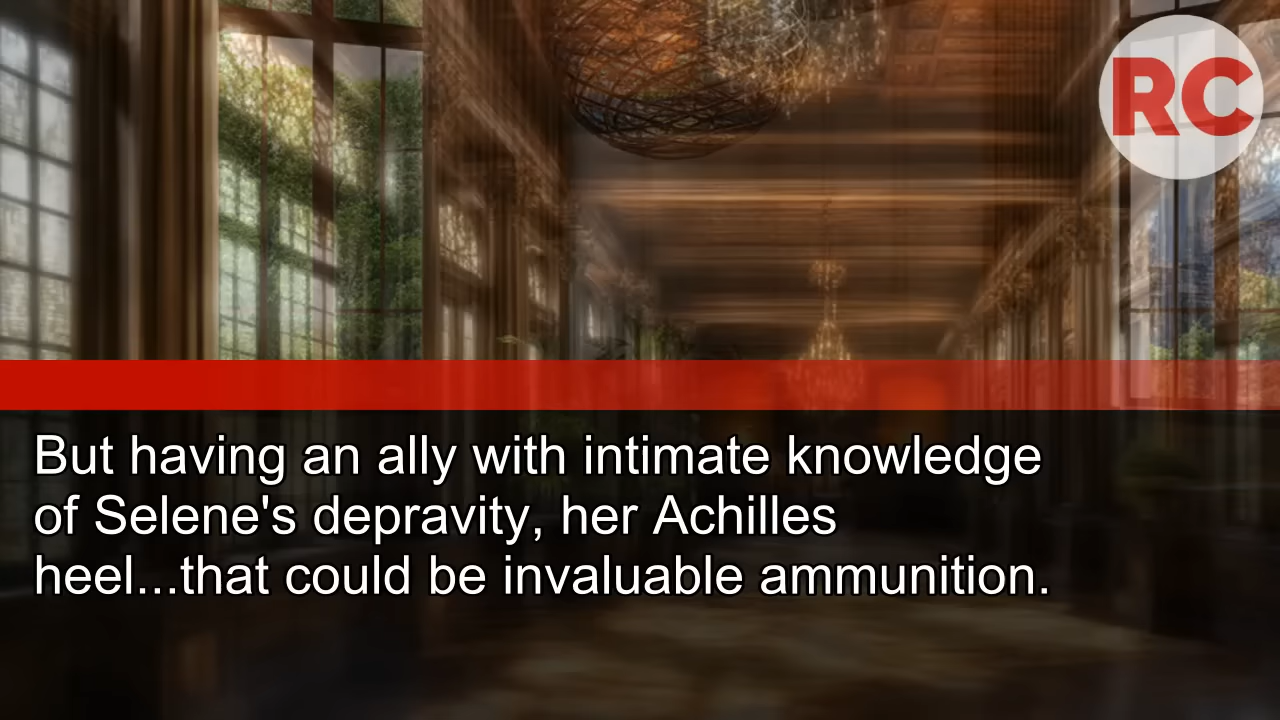 RC
But having an ally with intimate knowledge
of Selene's depravity, her Achilles
heel...that could be invaluable ammunition.